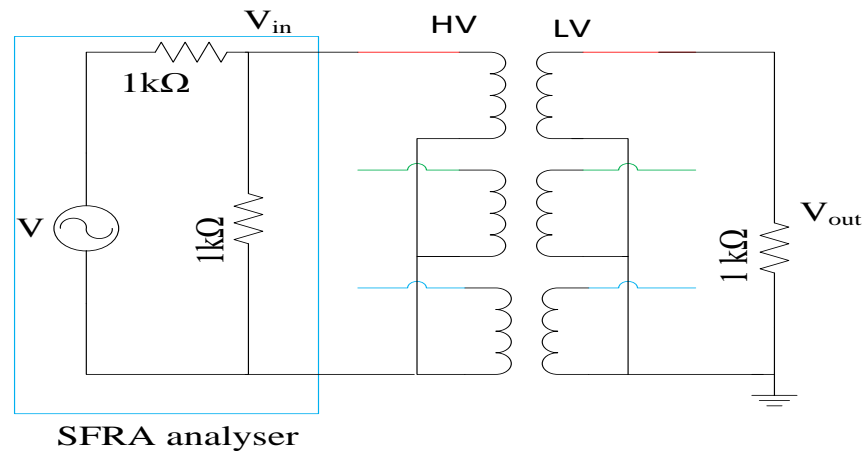 V_in
HV
LV
1kΩ
V
1kΩ
V_out
1kΩ
SFRA analyser